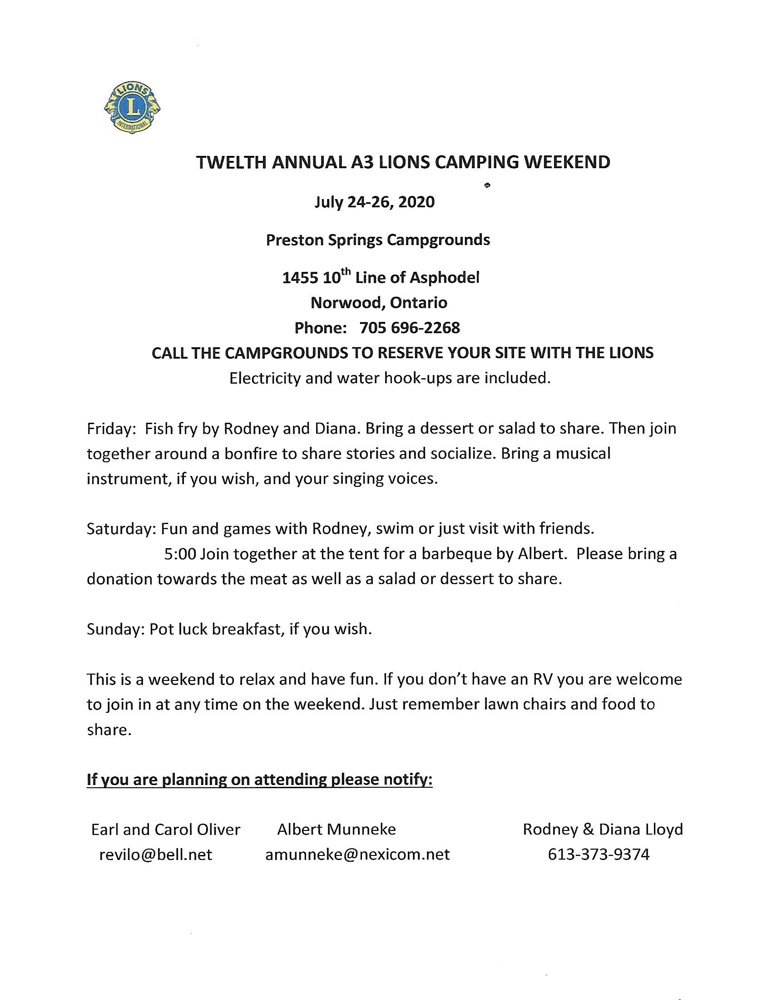 LIONS
L
INTERNATIONAL
TWELTH ANNUAL A3 LIONS CAMPING WEEKEND
July 24-26, 2020
Preston Springs Campgrounds
1455 10th Line of Asphodel
Norwood, Ontario
Phone: 705 696-2268
CALL THE CAMPGROUNDS TO RESERVE YOUR SITE WITH THE LIONS
Electricity and water hook-ups are included.
Friday: Fish fry by Rodney and Diana. Bring a dessert or salad to share. Then join
together around a bonfire to share stories and socialize. Bring a musical
instrument, if you wish, and your singing voices.
Saturday: Fun and games with Rodney, swim or just visit with friends.
5:00 Join together at the tent for a barbeque by Albert. Please bring a
donation towards the meat as well as a salad or dessert to share.
Sunday: Pot luck breakfast, if you wish.
This is a weekend to relax and have fun. If you don't have an RV you are welcome
to join in at any time on the weekend. Just remember lawn chairs and food to
share.
If you are planning on attending please notify:
Earl and Carol Oliver Albert Munneke Rodney & Diana Lloyd
revilo@bell.net amunneke@nexicom.net 613-373-9374